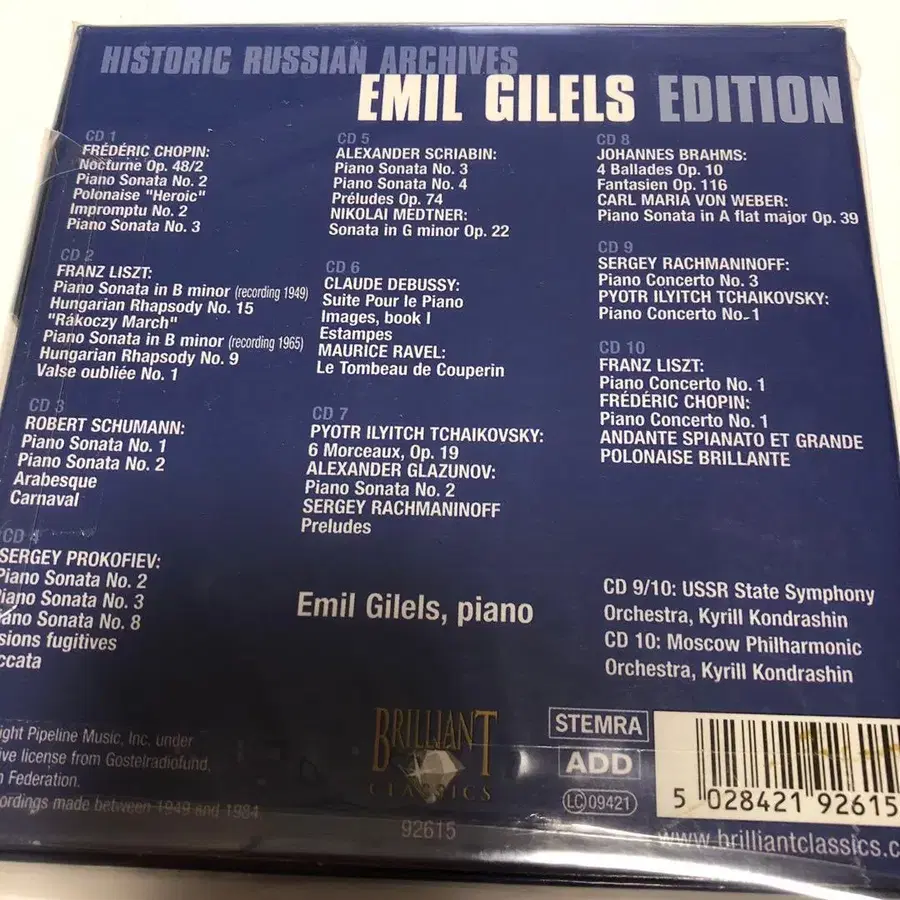 HISTORIC RUSSIAN ARCHIVES
EMIL GILELS EDITION
CD 1
FRÉDÉRIC CHOPIN:
Nocturne Op. 48/2
Piano Sonata No. 2
Polonaise "Heroic"
Impromptu No. 2
Piano Sonata No. 3
CD 2
FRANZ LISZT:
Piano Sonata in B minor (recording 1949)
Hungarian Rhapsody No. 15
"Rákoczy March"
Piano Sonata in B minor (recording 1965)
Hungarian Rhapsody No. 9
Valse oubliée No. 1
CD 3
ROBERT SCHUMANN:
Piano Sonata No. 1
Piano Sonata No. 2
Arabesque
Carnaval
CD 4
SERGEY PROKOFIEV:
Piano Sonata No. 2
Piano Sonata No. 3
Piano Sonata No. 8
sions fugitives
ccata
CD 5
ALEXANDER SCRIABIN:
Piano Sonata No. 3
Piano Sonata No. 4
Préludes Op. 74
NIKOLAI MEDTNER:
Sonata in G minor Op. 22
CD 6
CLAUDE DEBUSSY:
Suite Pour le Piano
Images, book I
Estampes
MAURICE RAVEL:
Le Tombeau de Couperin
CD 7
PYOTR ILYITCH TCHAIKOVSKY:
6 Morceaux, Op. 19
ALEXANDER GLAZUNOV:
Piano Sonata No. 2
SERGEY RACHMANINOFF
Preludes
CD 8
JOHANNES BRAHMS:
4 Ballades Op. 10
Fantasien Op. 116
CARL MARIA VON WEBER:
Piano Sonata in A flat major Op. 39
CD 9
SERGEY RACHMANINOFF:
Piano Concerto No. 3
PYOTR ILYITCH TCHAIKOVSKY:
Piano Concerto No. 1
CD 10
FRANZ LISZT:
Piano Concerto No. 1
FRÉDÉRIC CHOPIN:
Piano Concerto No. 1
ANDANTE SPIANATO ET GRANDE
POLONAISE BRILLANTE
Emil Gilels, piano
CD 9/10: USSR State Symphony
Orchestra, Kyrill Kondrashin
CD 10: Moscow Philharmonic
Orchestra, Kyrill Kondrashin
ight Pipeline Music, Inc. under
ive license from Gostelradiofund,
n Federation.
cordings made between 1949 and 1984
BRILLIANT
CLASSICS
92615
STEMRA
ADD
LC 09421
5 028421 92615
www.brilliantclassics.c